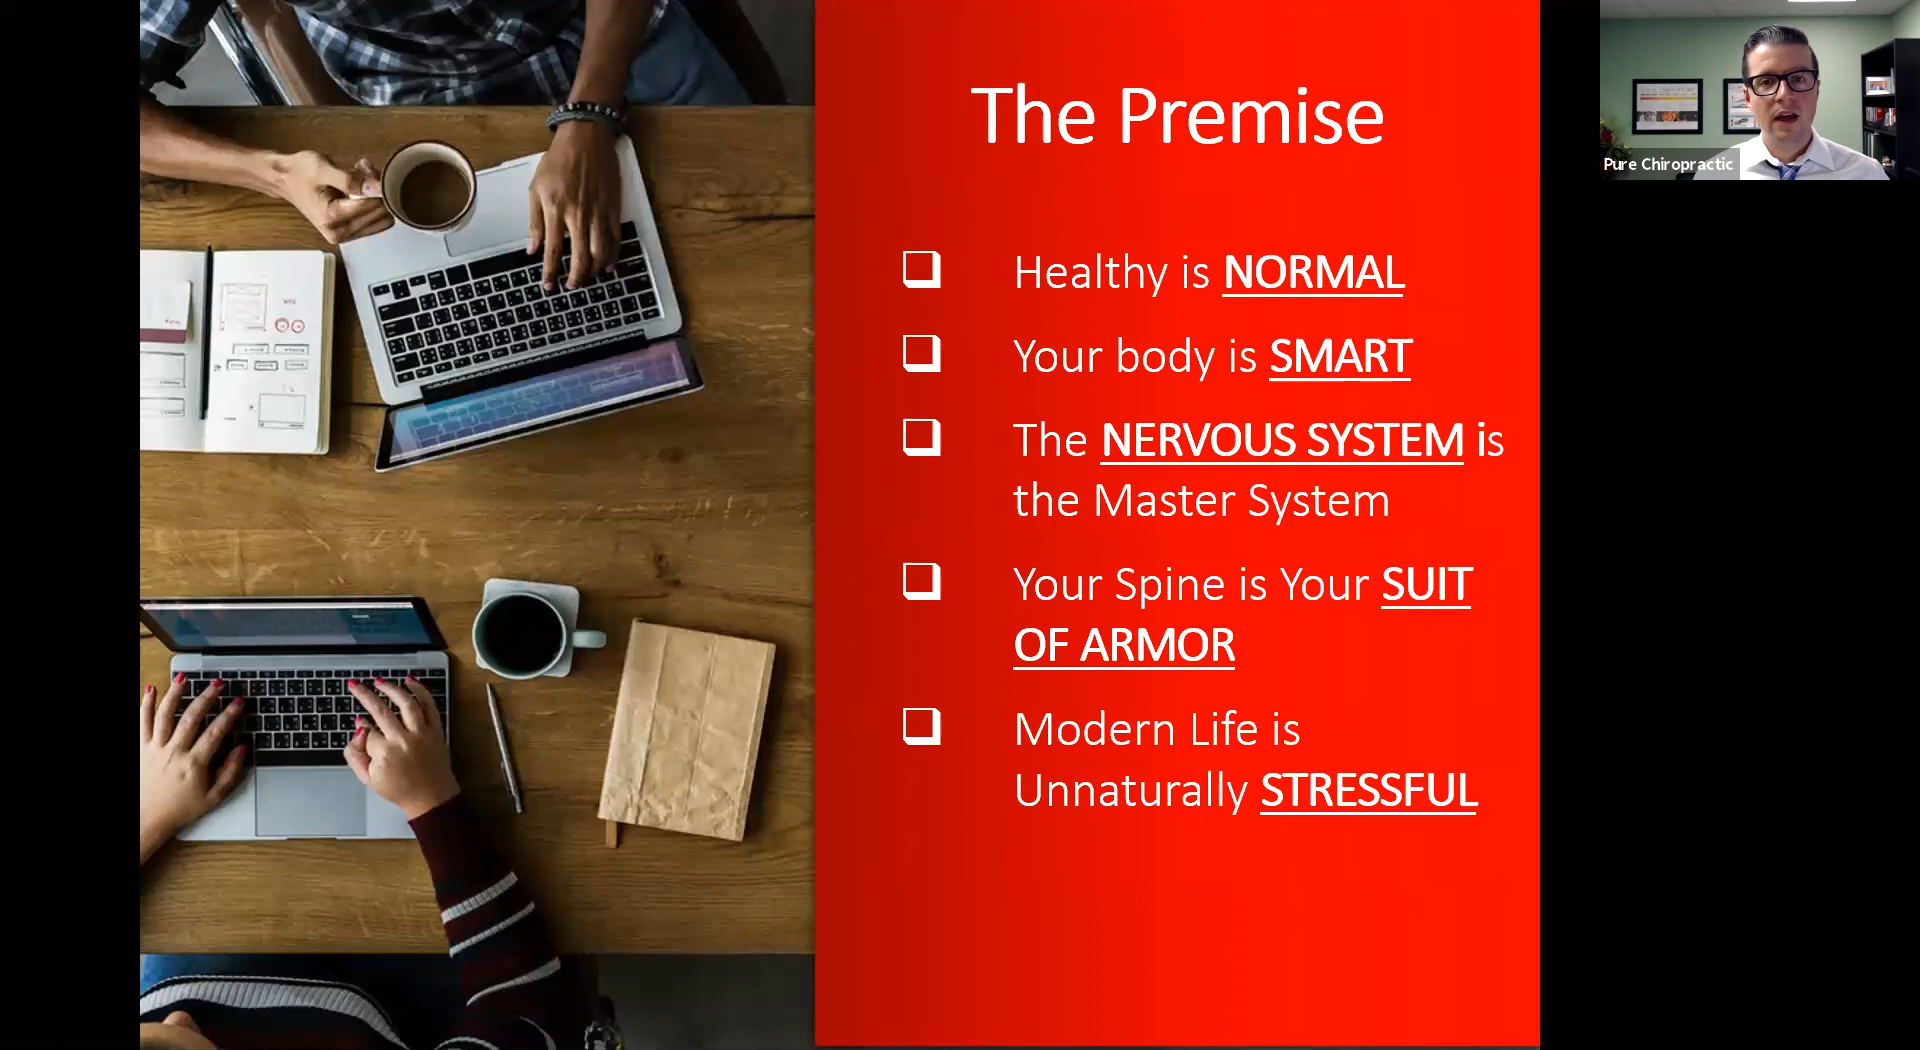 The Premise
Healthy is NORMAL
Your body is SMART
The NERVOUS SYSTEM is
the Master System
Your Spine is Your SUIT
OF ARMOR
Modern Life is
Unnaturally STRESSFUL
Pure Chiropractic